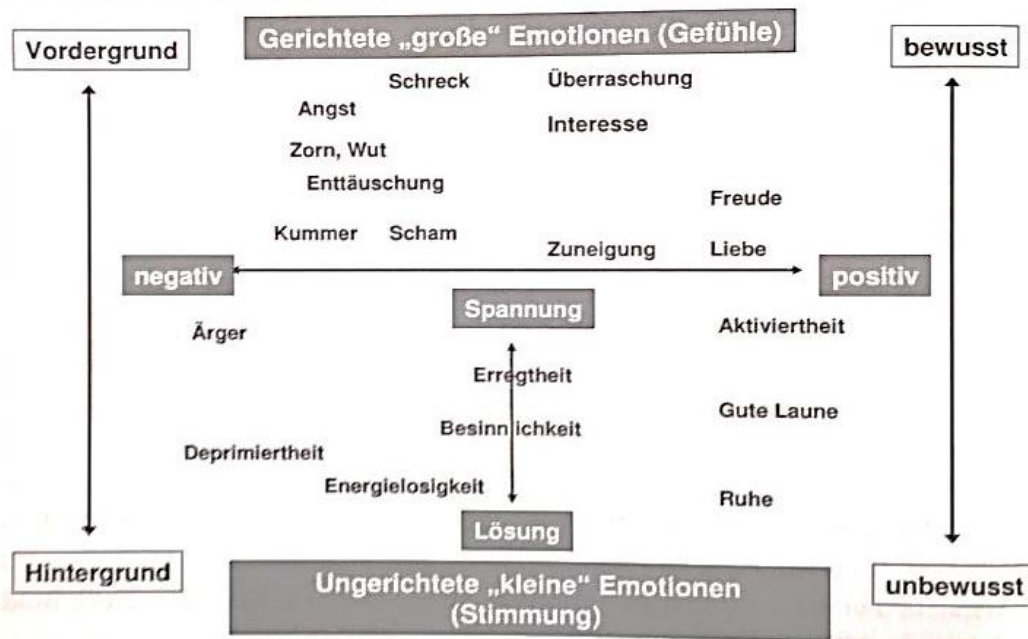 Vordergrund
Gerichtete „große“ Emotionen (Gefühle)
bewusst
Schreck
Überraschung
Angst
Interesse
Zorn, Wut
Enttäuschung
Freude
Kummer
Scham
Zuneigung
Liebe
negativ
positiv
Spannung
Ärger
Aktiviertheit
Erregtheit
Gute Laune
Besinnlichkeit
Deprimiertheit
Energielosigkeit
Ruhe
Lösung
Hintergrund
Ungerichtete „kleine“ Emotionen
(Stimmung)
unbewusst